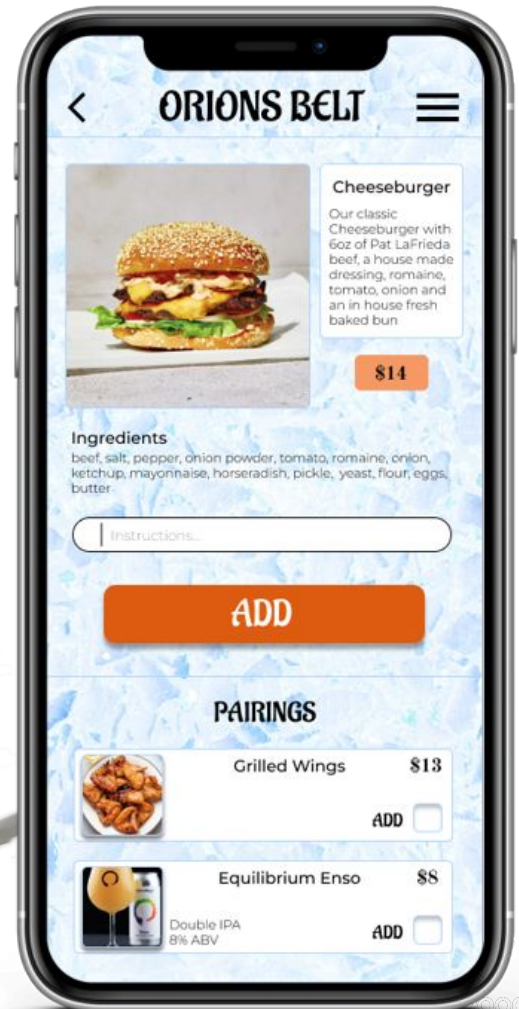 ORIONS BELT
Cheeseburger
Our classic
Cheeseburger with
6oz of Pat LaFrieda
beef, a house made
dressing, romaine,
tomato, onion and
an in house fresh
baked bun
$14
Ingredients
beef, salt, pepper, onion powder, tomato, romaine, onion,
ketchup, mayonnaise, horseradish, pickle, yeast, flour, eggs,
butter
Instructions...
ADD
PAIRINGS
Grilled Wings $13
ADD
Equilibrium Enso $8
Double IPA
8% ABV
ADD